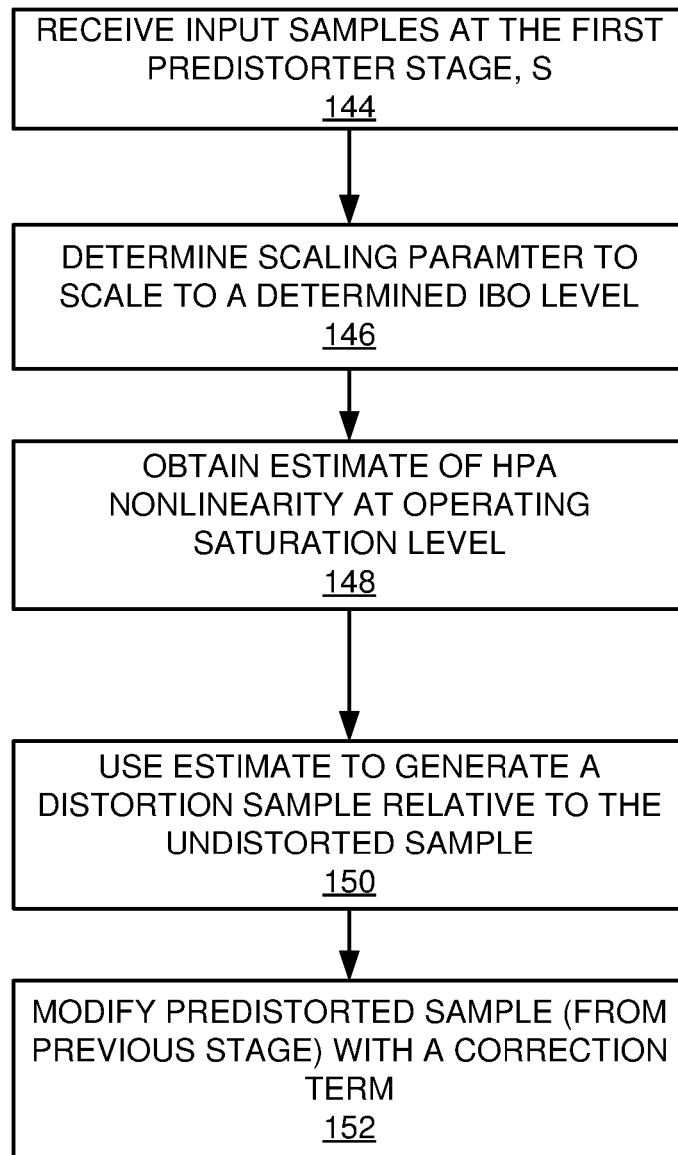 RECEIVE INPUT SAMPLES AT THE FIRST
PREDISTORTER STAGE, S
144
DETERMINE SCALING PARAMTER TO
SCALE TO A DETERMINED IBO LEVEL
146
OBTAIN ESTIMATE OF HPA
NONLINEARITY AT OPERATING
SATURATION LEVEL
148
USE ESTIMATE TO GENERATE A
DISTORTION SAMPLE RELATIVE TO THE
UNDISTORTED SAMPLE
150
MODIFY PREDISTORTED SAMPLE (FROM
PREVIOUS STAGE) WITH A CORRECTION
TERM
152